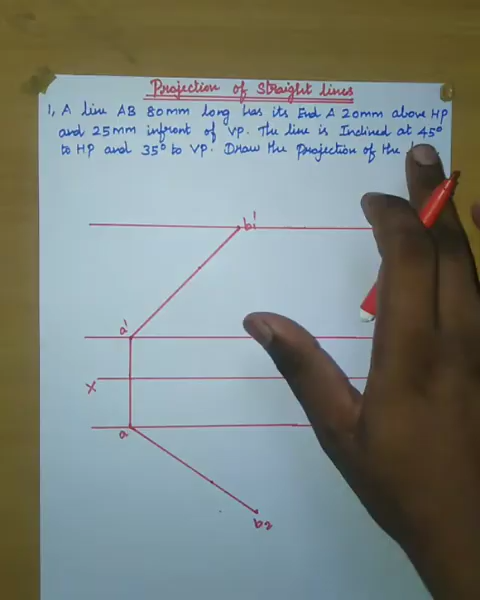 Projection of Straight lines
1, A line AB 80mm long has its End A 20mm above HP
and 25mm infront of VP. The line is Inclined at 45°
to HP and 35° to VP. Draw the Projection of the
b1'
a'
X
a
b2